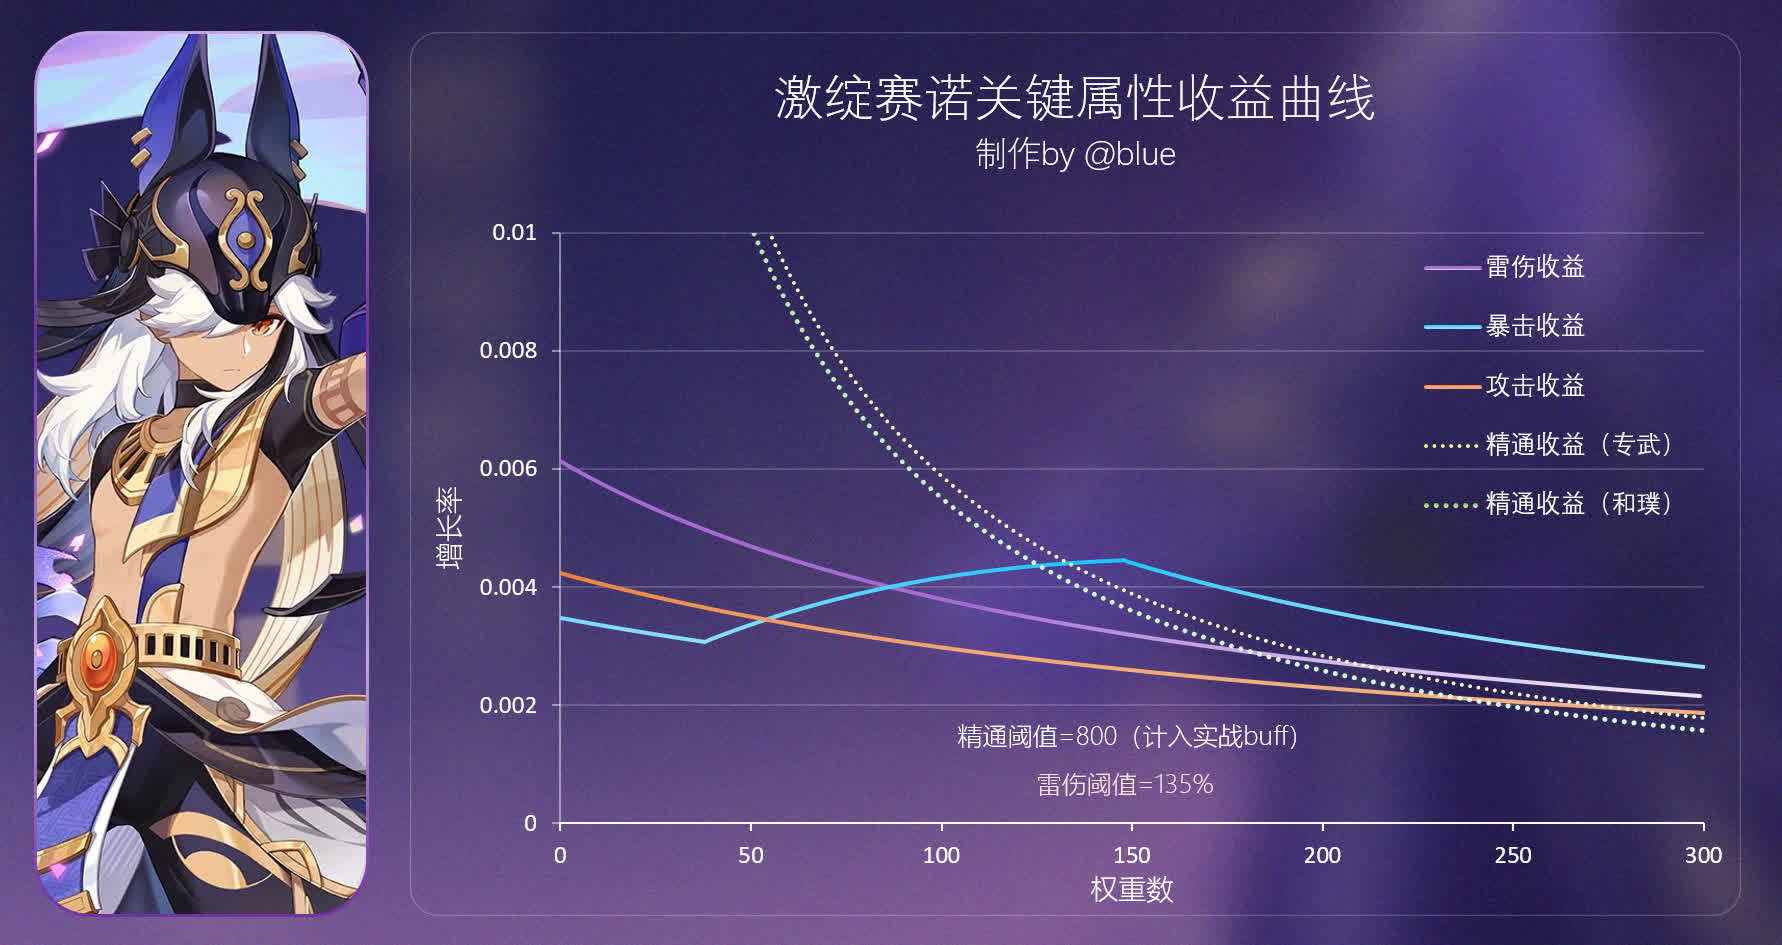 激绽赛诺关键属性收益曲线
制作by @blue
0.01
0.008
0.006
0.004
0.002
0
增长率
雷伤收益
暴击收益
攻击收益
精通收益（专武）
精通收益（和璞）
精通阈值=800（计入实战buff）
雷伤阈值=135%
0 50 100 150 200 250 300
权重数